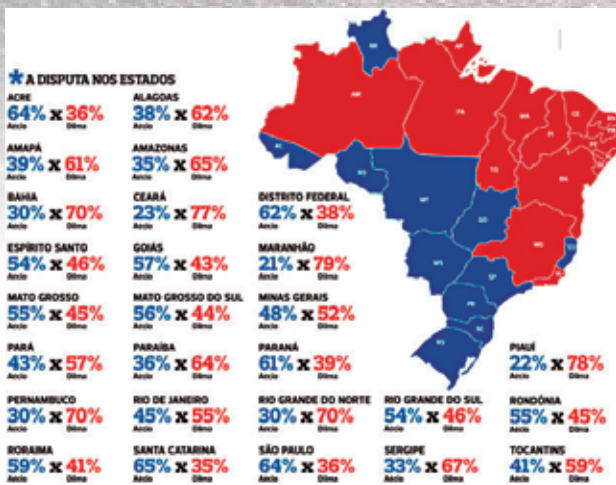 * A DISPUTA NOS ESTADOS
ACRE
64% x 36%
Aécio Dilma
ALAGOAS
38% x 62%
Aécio Dilma
AMAPÁ
39% x 61%
Aécio Dilma
AMAZONAS
35% x 65%
Aécio Dilma
BAHIA
30% x 70%
Aécio Dilma
CEARÁ
23% x 77%
Aécio Dilma
DISTRITO FEDERAL
62% x 38%
Aécio Dilma
ESPÍRITO SANTO
54% x 46%
Aécio Dilma
GOIÁS
57% x 43%
Aécio Dilma
MARANHÃO
21% x 79%
Aécio Dilma
MATO GROSSO
55% x 45%
Aécio Dilma
MATO GROSSO DO SUL
56% x 44%
Aécio Dilma
MINAS GERAIS
48% x 52%
Aécio Dilma
PARÁ
43% x 57%
Aécio Dilma
PARAÍBA
36% x 64%
Aécio Dilma
PARANÁ
61% x 39%
Aécio Dilma
PIAUÍ
22% x 78%
Aécio Dilma
PERNAMBUCO
30% x 70%
Aécio Dilma
RIO DE JANEIRO
45% x 55%
Aécio Dilma
RIO GRANDE DO NORTE
30% x 70%
Aécio Dilma
RIO GRANDE DO SUL
54% x 46%
Aécio Dilma
RONDÔNIA
55% x 45%
Aécio Dilma
RORAIMA
59% x 41%
Aécio Dilma
SANTA CATARINA
65% x 35%
Aécio Dilma
SÃO PAULO
64% x 36%
Aécio Dilma
SERGIPE
33% x 67%
Aécio Dilma
TOCANTINS
41% x 59%
Aécio Dilma
RR
AP
AM
PA
MA
CE
PI
AC
RO
TO
BA
MT
GO
MG
MS
SP
PR
SC
RS